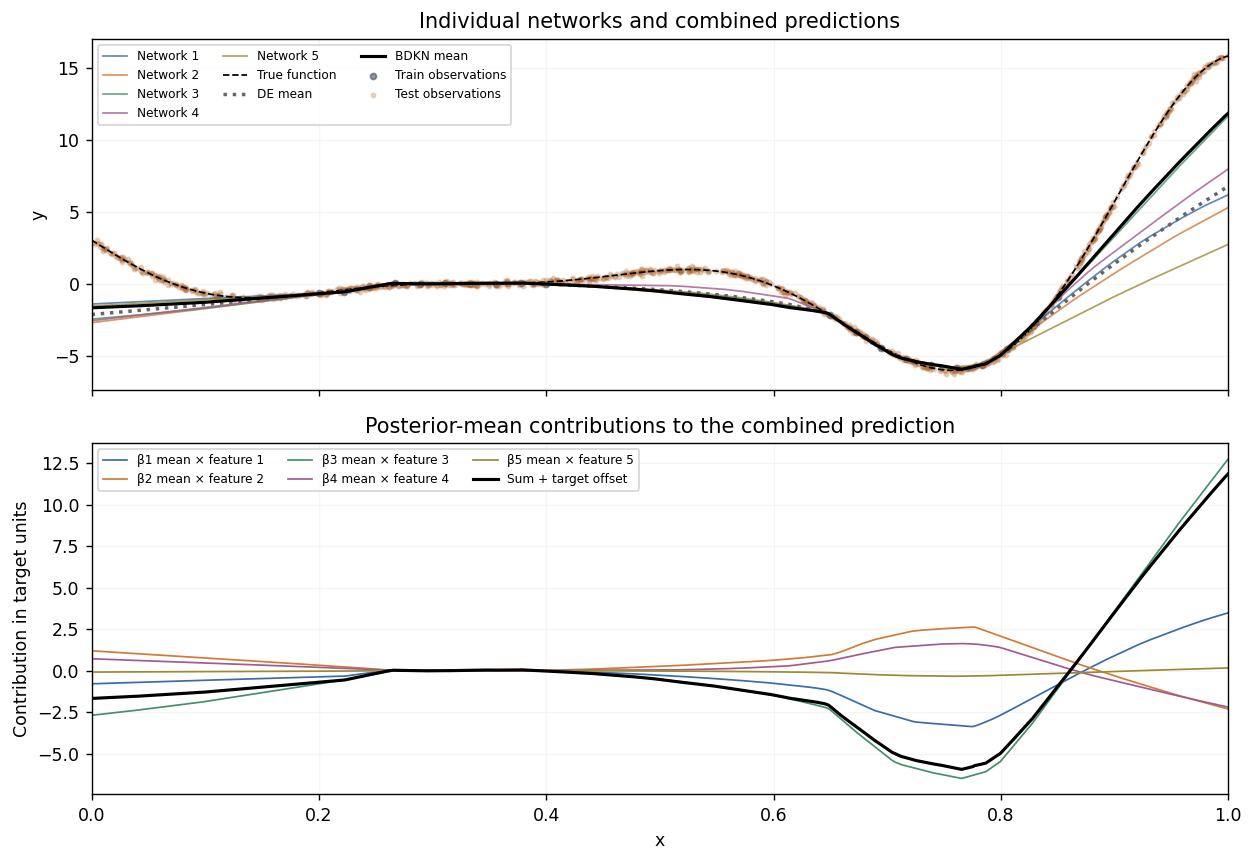 Individual networks and combined predictions
y
15
10
5
0
−5
Network 1
Network 2
Network 3
Network 4
Network 5
True function
DE mean
BDKN mean
Train observations
Test observations
Posterior-mean contributions to the combined prediction
Contribution in target units
12.5
10.0
7.5
5.0
2.5
0.0
−2.5
−5.0
β1 mean × feature 1
β2 mean × feature 2
β3 mean × feature 3
β4 mean × feature 4
β5 mean × feature 5
Sum + target offset
0.0 0.2 0.4 0.6 0.8 1.0
x